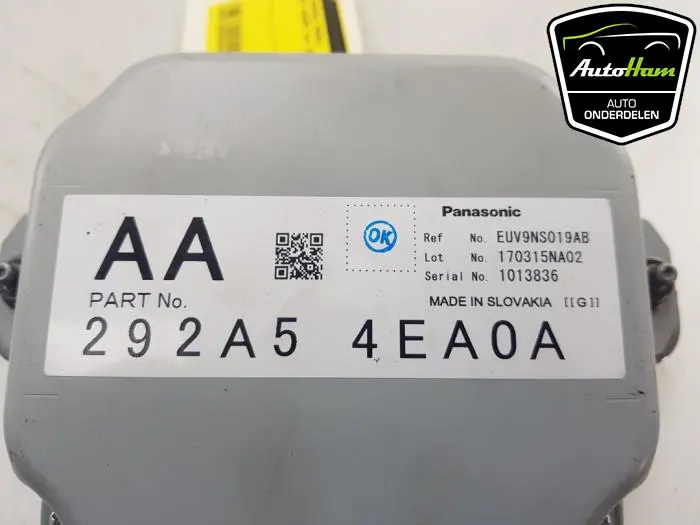 AutoHam
AUTO
ONDERDELEN
AA
PART No.
292A5 4EA0A
OK
Panasonic
Ref No. EUV9NS019AB
Lot No. 170315NA02
Serial No. 1013836
MADE IN SLOVAKIA [[G]]